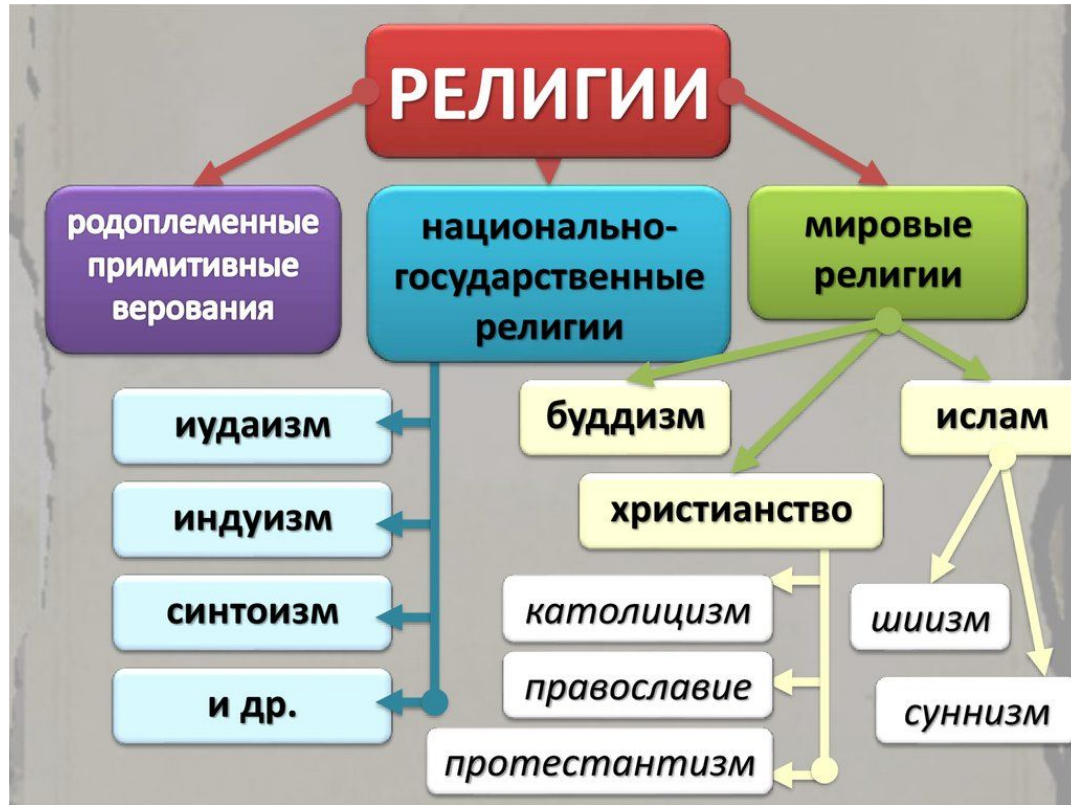 РЕЛИГИИ
родоплеменные
примитивные
верования
национально-
государственные
религии
мировые
религии
иудаизм
индуизм
синтоизм
и др.
буддизм
христианство
католицизм
православие
протестантизм
ислам
шиизм
суннизм